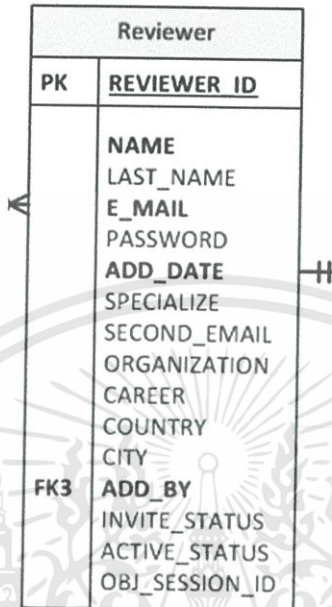 Reviewer
PK REVIEWER_ID
NAME
LAST_NAME
E_MAIL
PASSWORD
ADD_DATE
SPECIALIZE
SECOND_EMAIL
ORGANIZATION
CAREER
COUNTRY
CITY
FK3 ADD_BY
INVITE_STATUS
ACTIVE_STATUS
OBJ_SESSION_ID